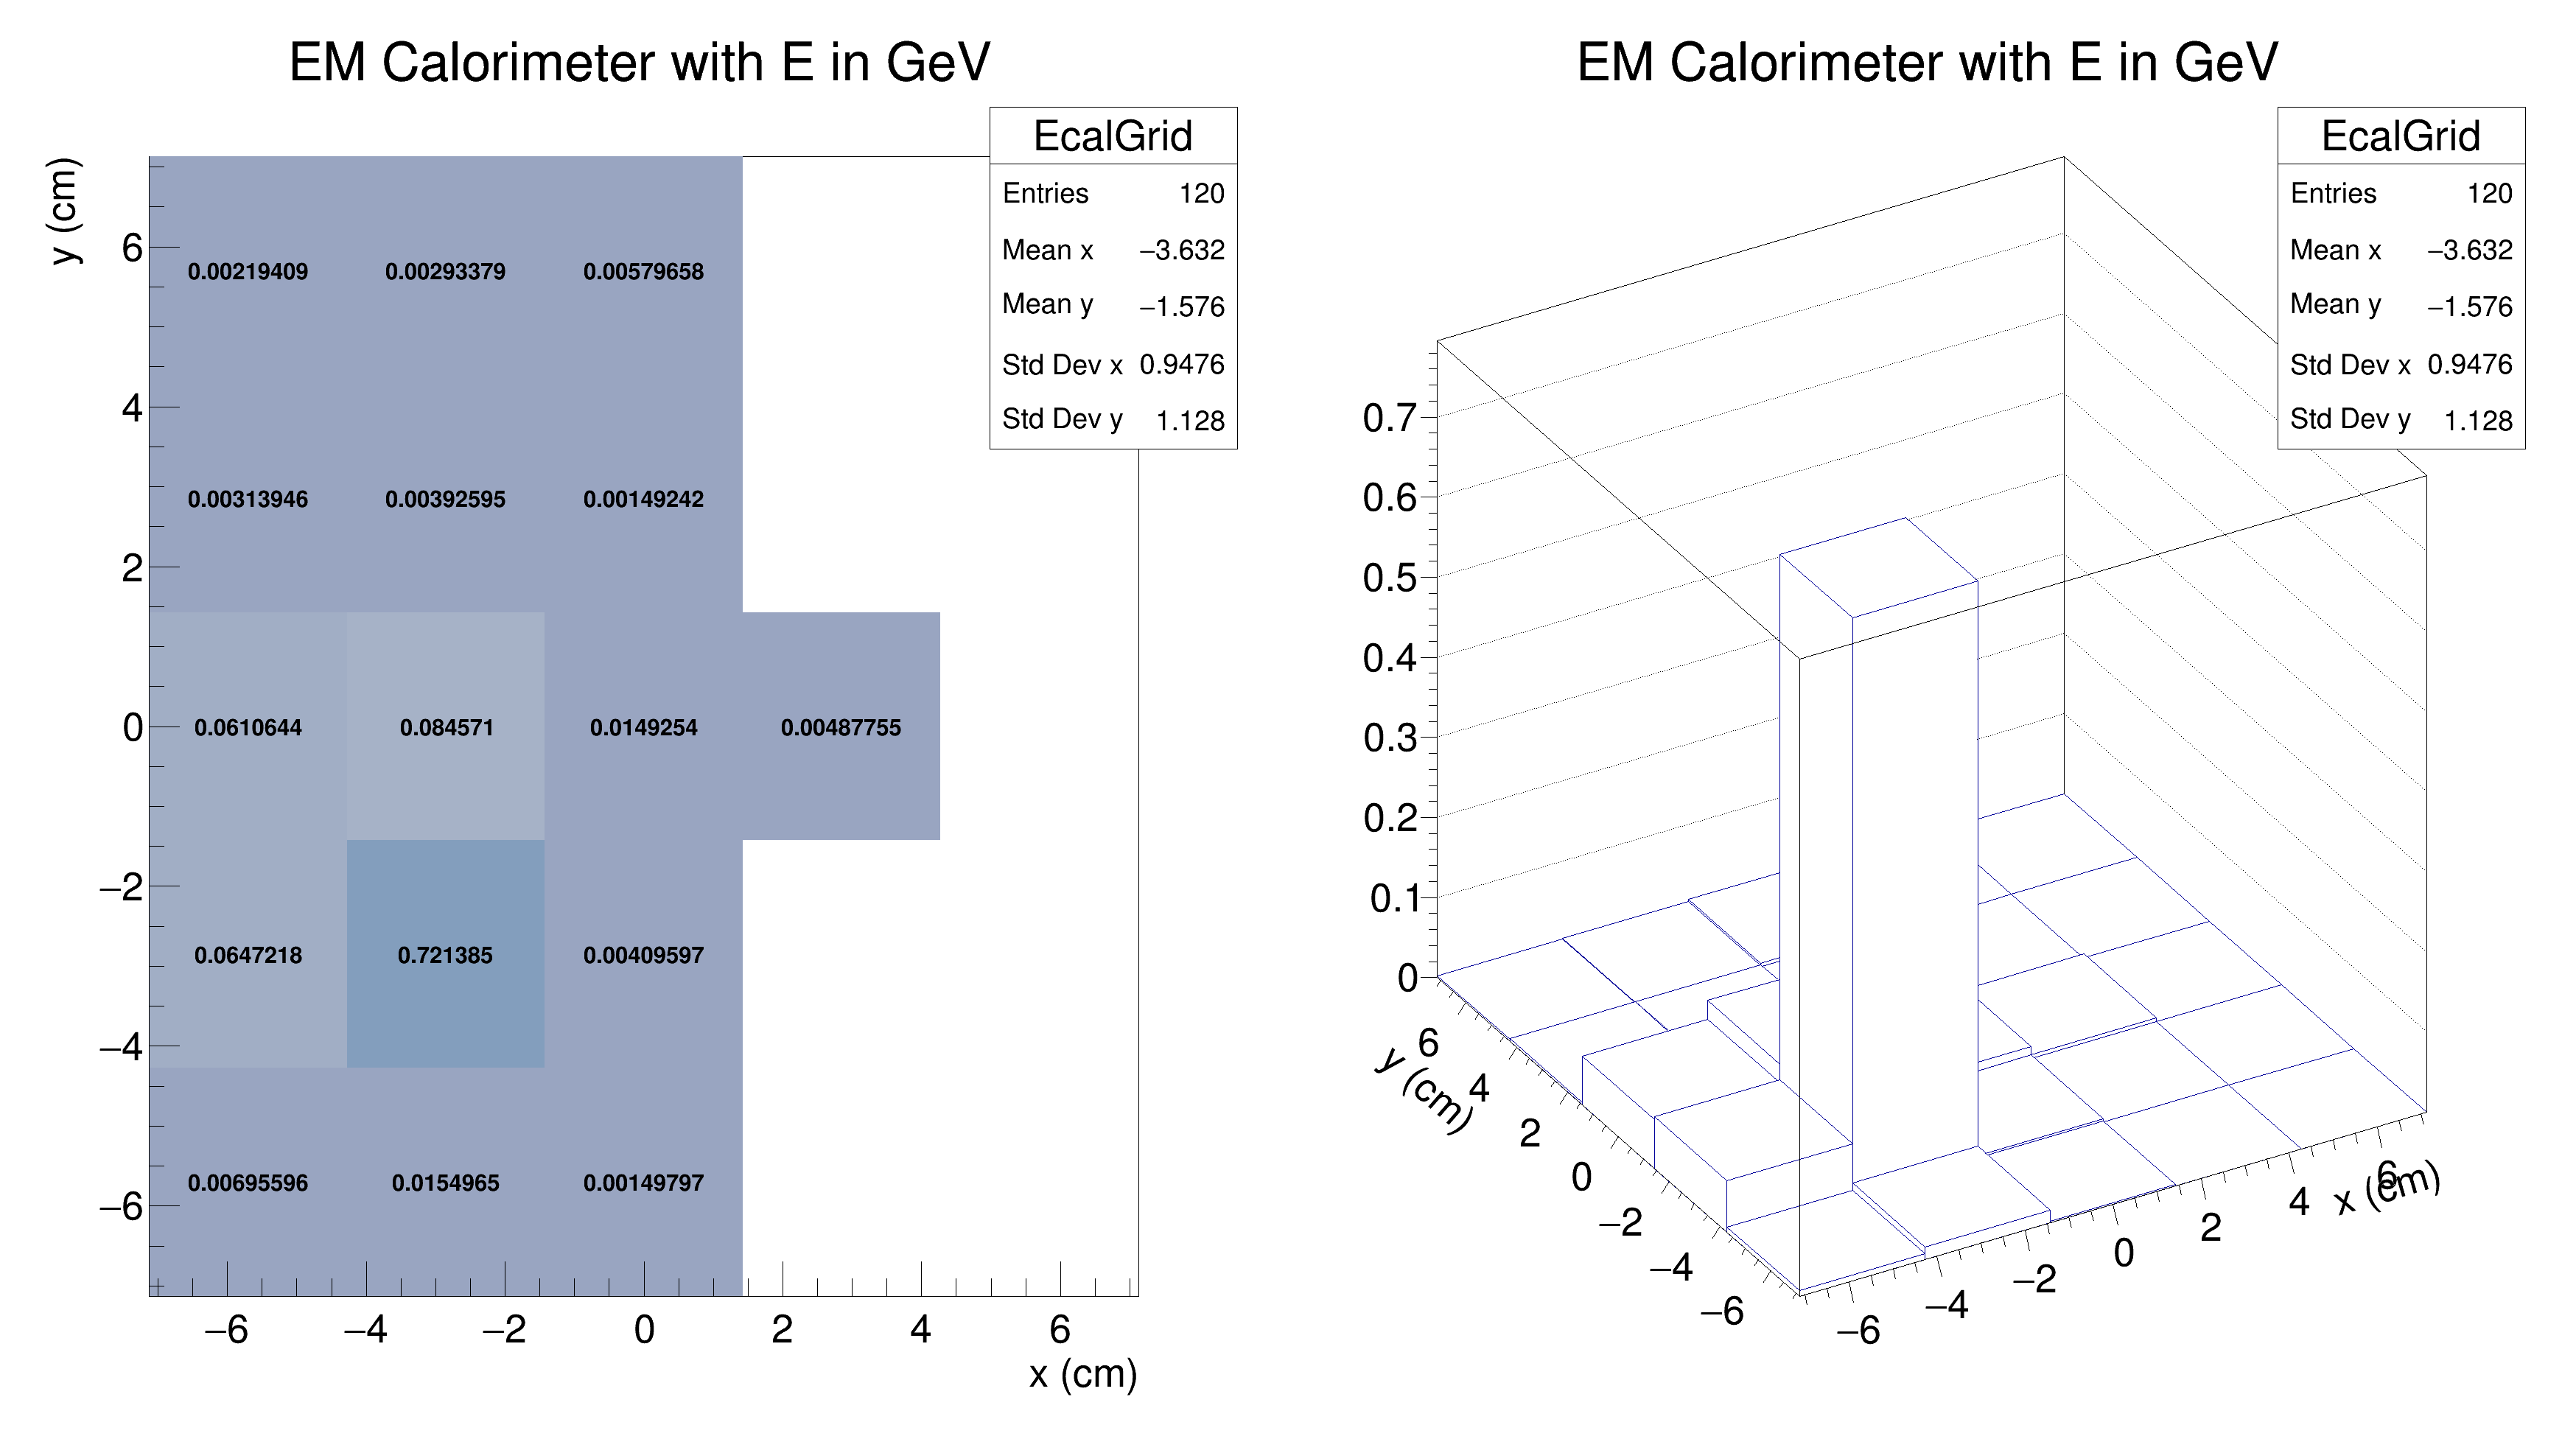 EM Calorimeter with E in GeV
EcalGrid
Entries 120
Mean x −3.632
Mean y −1.576
Std Dev x 0.9476
Std Dev y 1.128
y (cm)
6
4
2
0
−2
−4
−6
0.00219409 0.00293379 0.00579658
0.00313946 0.00392595 0.00149242
0.0610644 0.084571 0.0149254 0.00487755
0.0647218 0.721385 0.00409597
0.00695596 0.0154965 0.00149797
−6 −4 −2 0 2 4 6
x (cm)
EM Calorimeter with E in GeV
EcalGrid
Entries 120
Mean x −3.632
Mean y −1.576
Std Dev x 0.9476
Std Dev y 1.128
0.7
0.6
0.5
0.4
0.3
0.2
0.1
0
y (cm)
6
4
2
0
−2
−4
−6
−6 −4 −2 0 2 4 6
x (cm)